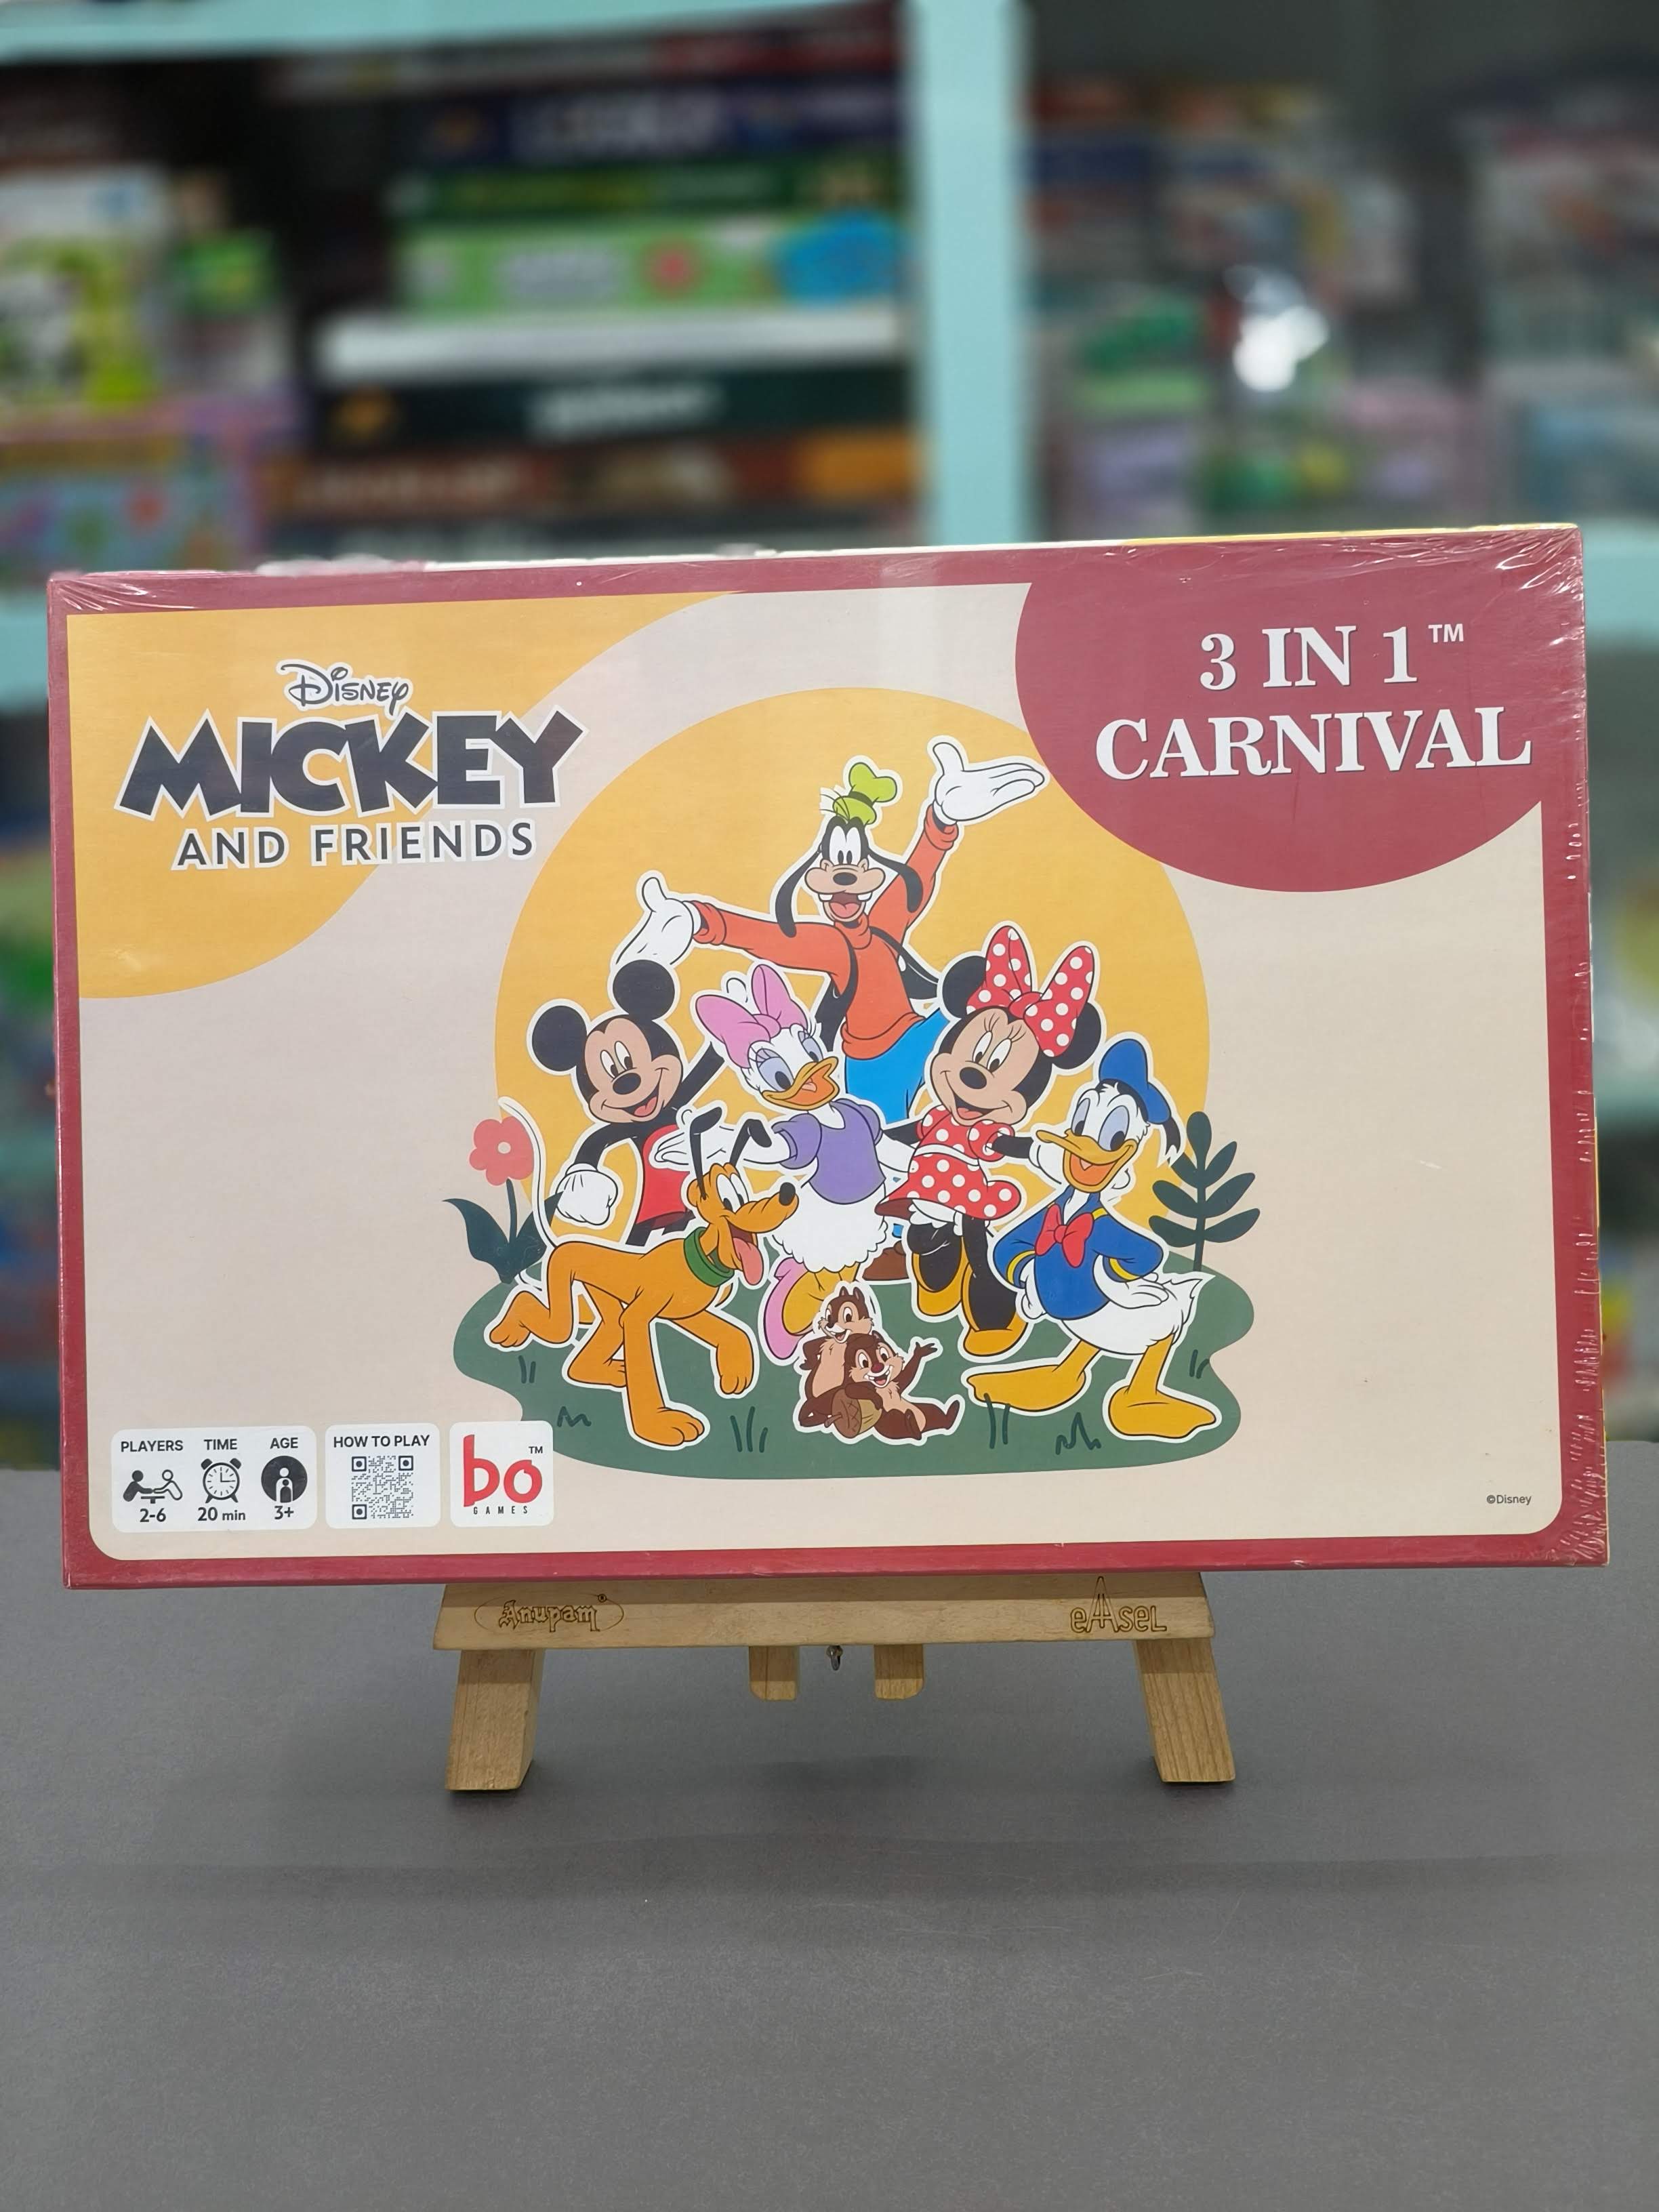 Disney
MICKEY
AND FRIENDS
3 IN 1™
CARNIVAL
PLAYERS TIME AGE
2-6 20 min 3+
HOW TO PLAY
bo™
GAMES
©Disney
Anupam®
eAsel